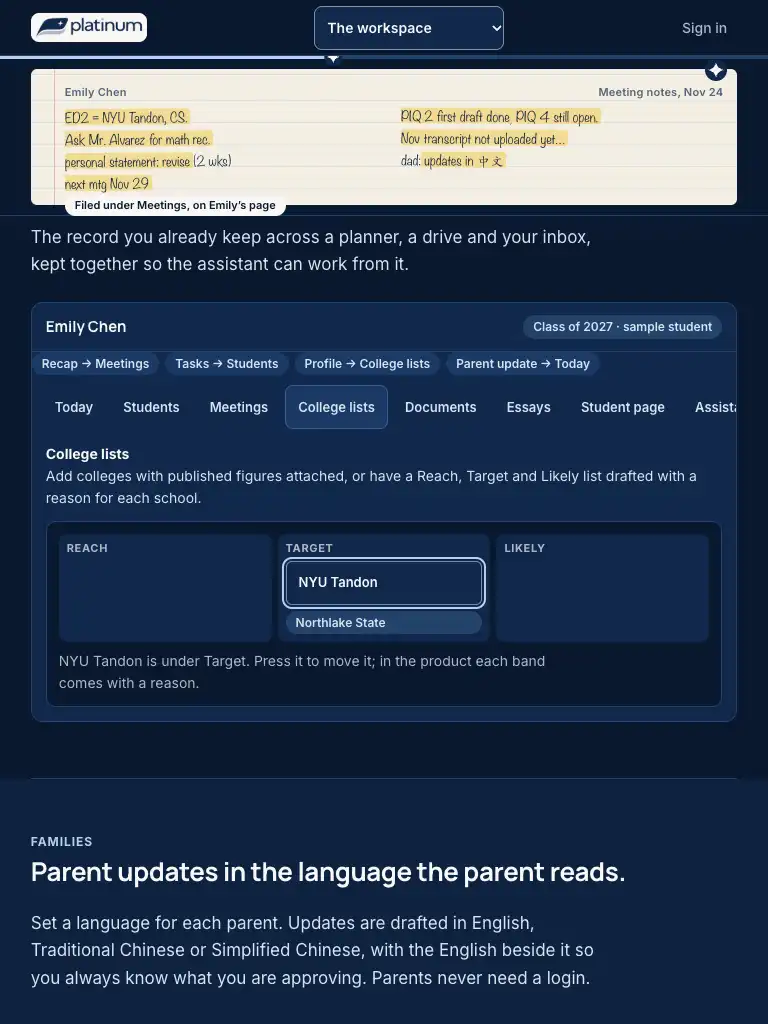 platinum
The workspace
Sign in
Emily Chen
Meeting notes, Nov 24
ED2 = NYU Tandon, CS.
Ask Mr. Alvarez for math rec.
personal statement: revise (2 wks)
next mtg Nov 29
PIQ 2 first draft done, PIQ 4 still open.
Nov transcript not uploaded yet...
dad: updates in 中文
Filed under Meetings, on Emily's page
The record you already keep across a planner, a drive and your inbox,
kept together so the assistant can work from it.
Emily Chen
Class of 2027 · sample student
Recap → Meetings
Tasks → Students
Profile → College lists
Parent update → Today
Today
Students
Meetings
College lists
Documents
Essays
Student page
Assista
College lists
Add colleges with published figures attached, or have a Reach, Target and Likely list drafted with a
reason for each school.
REACH
TARGET
LIKELY
NYU Tandon
Northlake State
NYU Tandon is under Target. Press it to move it; in the product each band
comes with a reason.
FAMILIES
Parent updates in the language the parent reads.
Set a language for each parent. Updates are drafted in English,
Traditional Chinese or Simplified Chinese, with the English beside it so
you always know what you are approving. Parents never need a login.